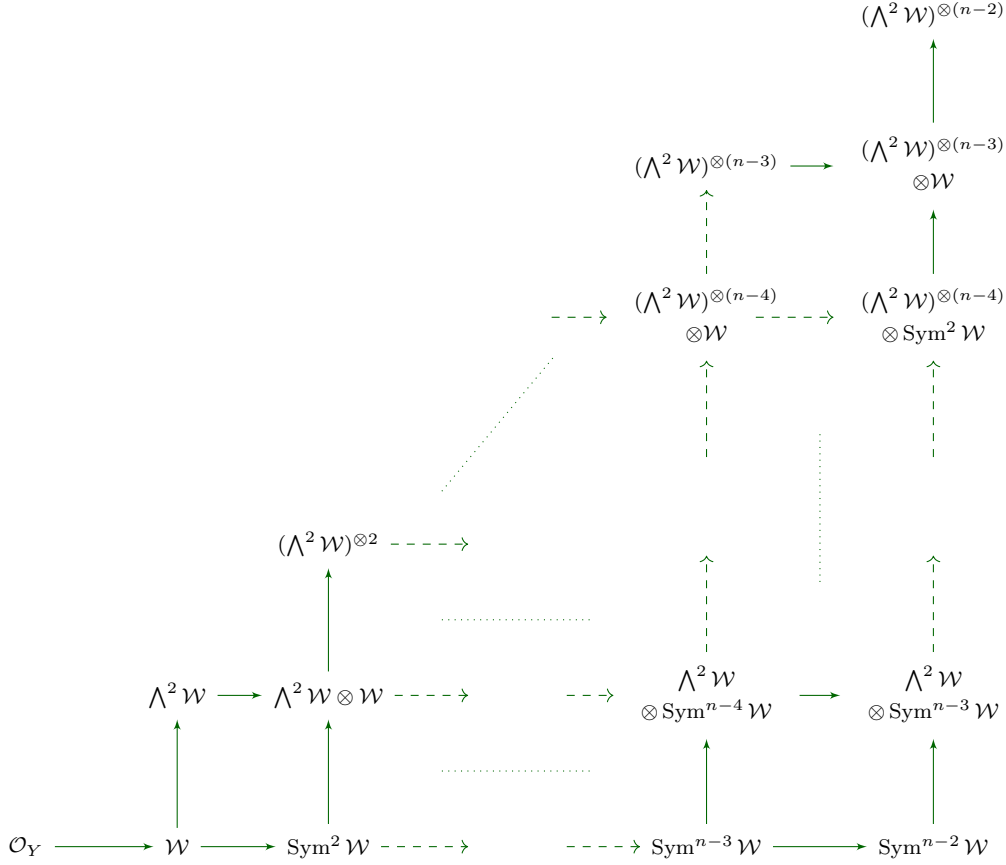 (⋀² 𝒲)^{⊗(n−2)}
(⋀² 𝒲)^{⊗(n−3)} (⋀² 𝒲)^{⊗(n−3)}
⊗𝒲
(⋀² 𝒲)^{⊗(n−4)} (⋀² 𝒲)^{⊗(n−4)}
⊗𝒲 ⊗ Sym² 𝒲
(⋀² 𝒲)^{⊗2}
⋀² 𝒲 ⋀² 𝒲 ⊗ 𝒲 ⋀² 𝒲 ⋀² 𝒲
⊗ Sym^{n−4} 𝒲 ⊗ Sym^{n−3} 𝒲
𝒪_Y 𝒲 Sym² 𝒲 Sym^{n−3} 𝒲 Sym^{n−2} 𝒲